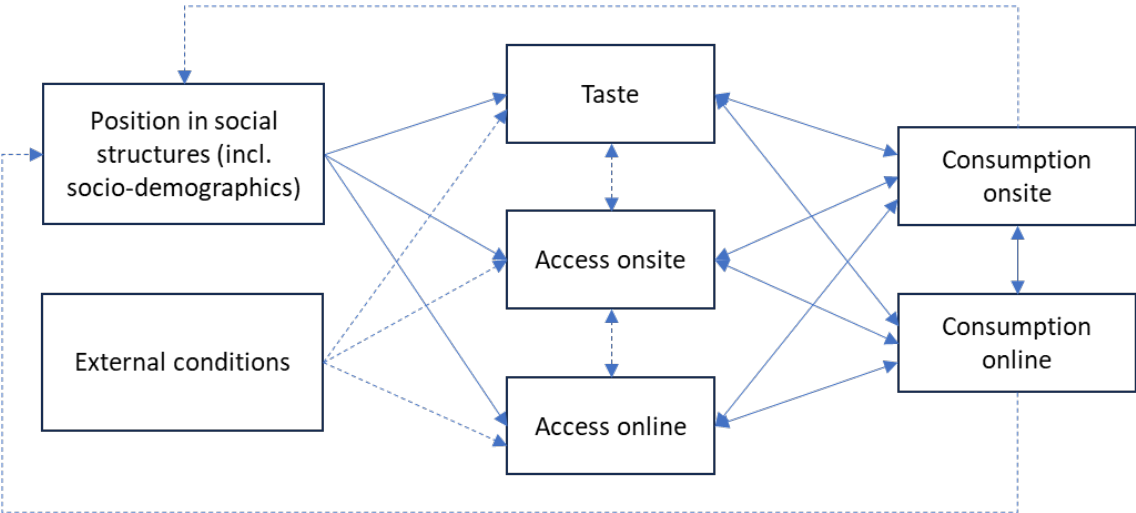 Position in social
structures (incl.
socio-demographics)
External conditions
Taste
Access onsite
Access online
Consumption
onsite
Consumption
online